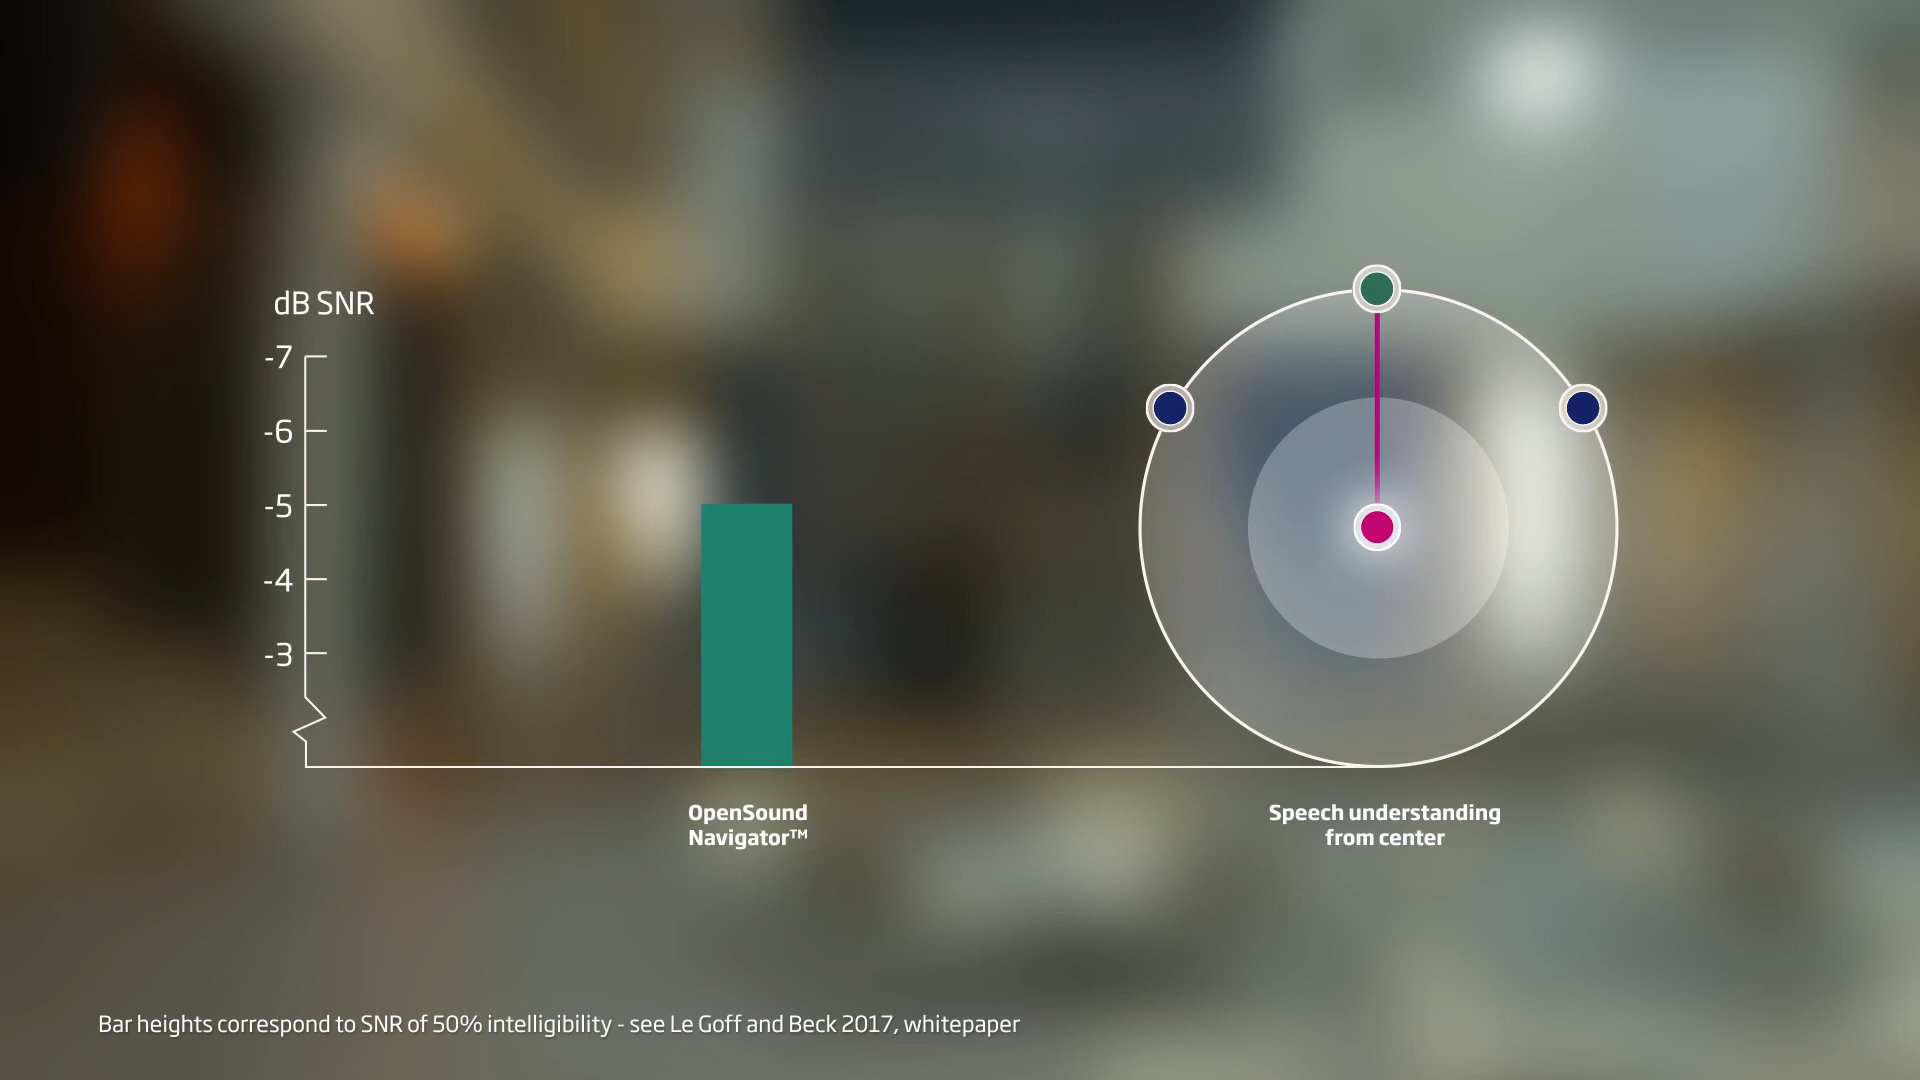 dB SNR
-7
-6
-5
-4
-3
OpenSound
Navigator™
Speech understanding
from center
Bar heights correspond to SNR of 50% intelligibility - see Le Goff and Beck 2017, whitepaper